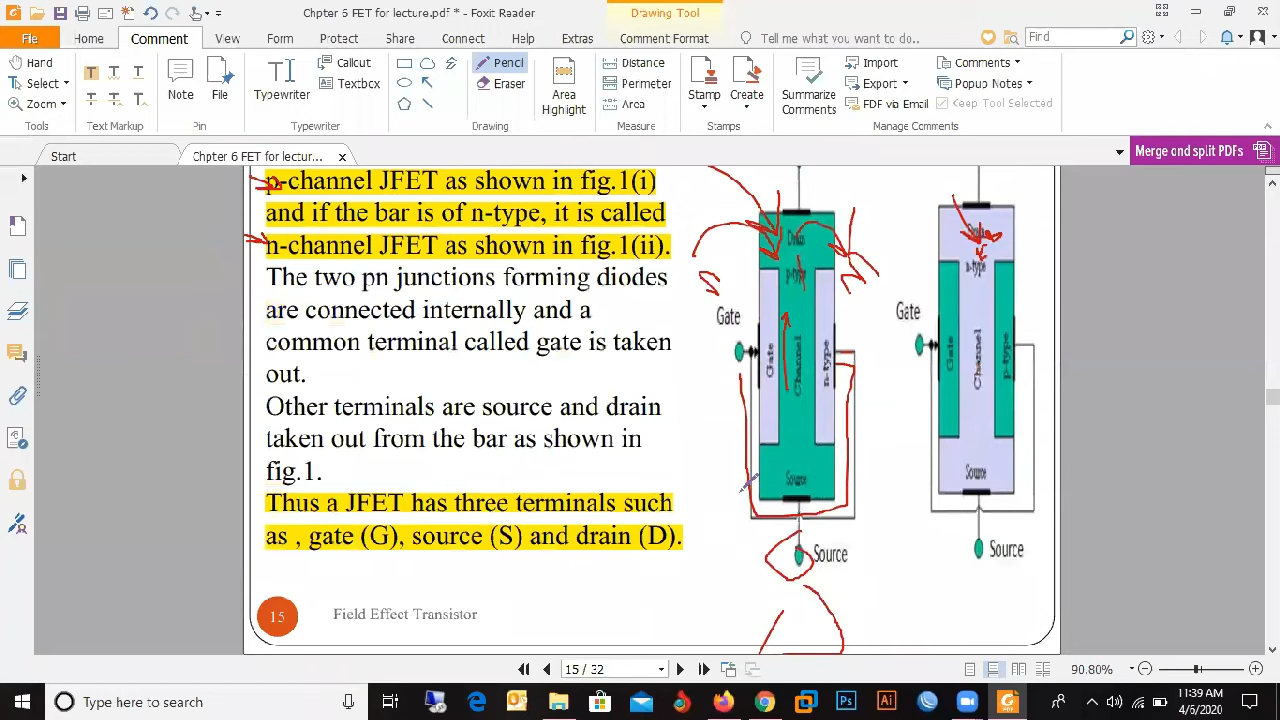 Chpter 6 FET for lecture.pdf * - Foxit Reader
Drawing Tool
File Home Comment View Form Protect Share Connect Help Extras Comment Format Tell me what you want to do.. Find
Hand
Select
Zoom
Tools
Text Markup
Note
File
Pin
Typewriter
Callout
Textbox
Typewriter
Pencil
Eraser
Drawing
Area
Highlight
Distance
Perimeter
Area
Measure
Stamp
Create
Stamps
Summarize
Comments
Import
Export
FDF via Email
Comments
Popup Notes
Keep Tool Selected
Manage Comments
Start
Chpter 6 FET for lectur...
Merge and split PDFs
p-channel JFET as shown in fig.1(i)
and if the bar is of n-type, it is called
n-channel JFET as shown in fig.1(ii).
The two pn junctions forming diodes
are connected internally and a
common terminal called gate is taken
out.
Other terminals are source and drain
taken out from the bar as shown in
fig.1.
Thus a JFET has three terminals such
as , gate (G), source (S) and drain (D).
Drain
p-type
Gate
Gate
Channel
n-type
Source
Source
n-type
Gate
Gate
Channel
p-type
Source
Source
15
Field Effect Transistor
15 / 32
90.80%
Type here to search
11:39 AM
4/5/2020